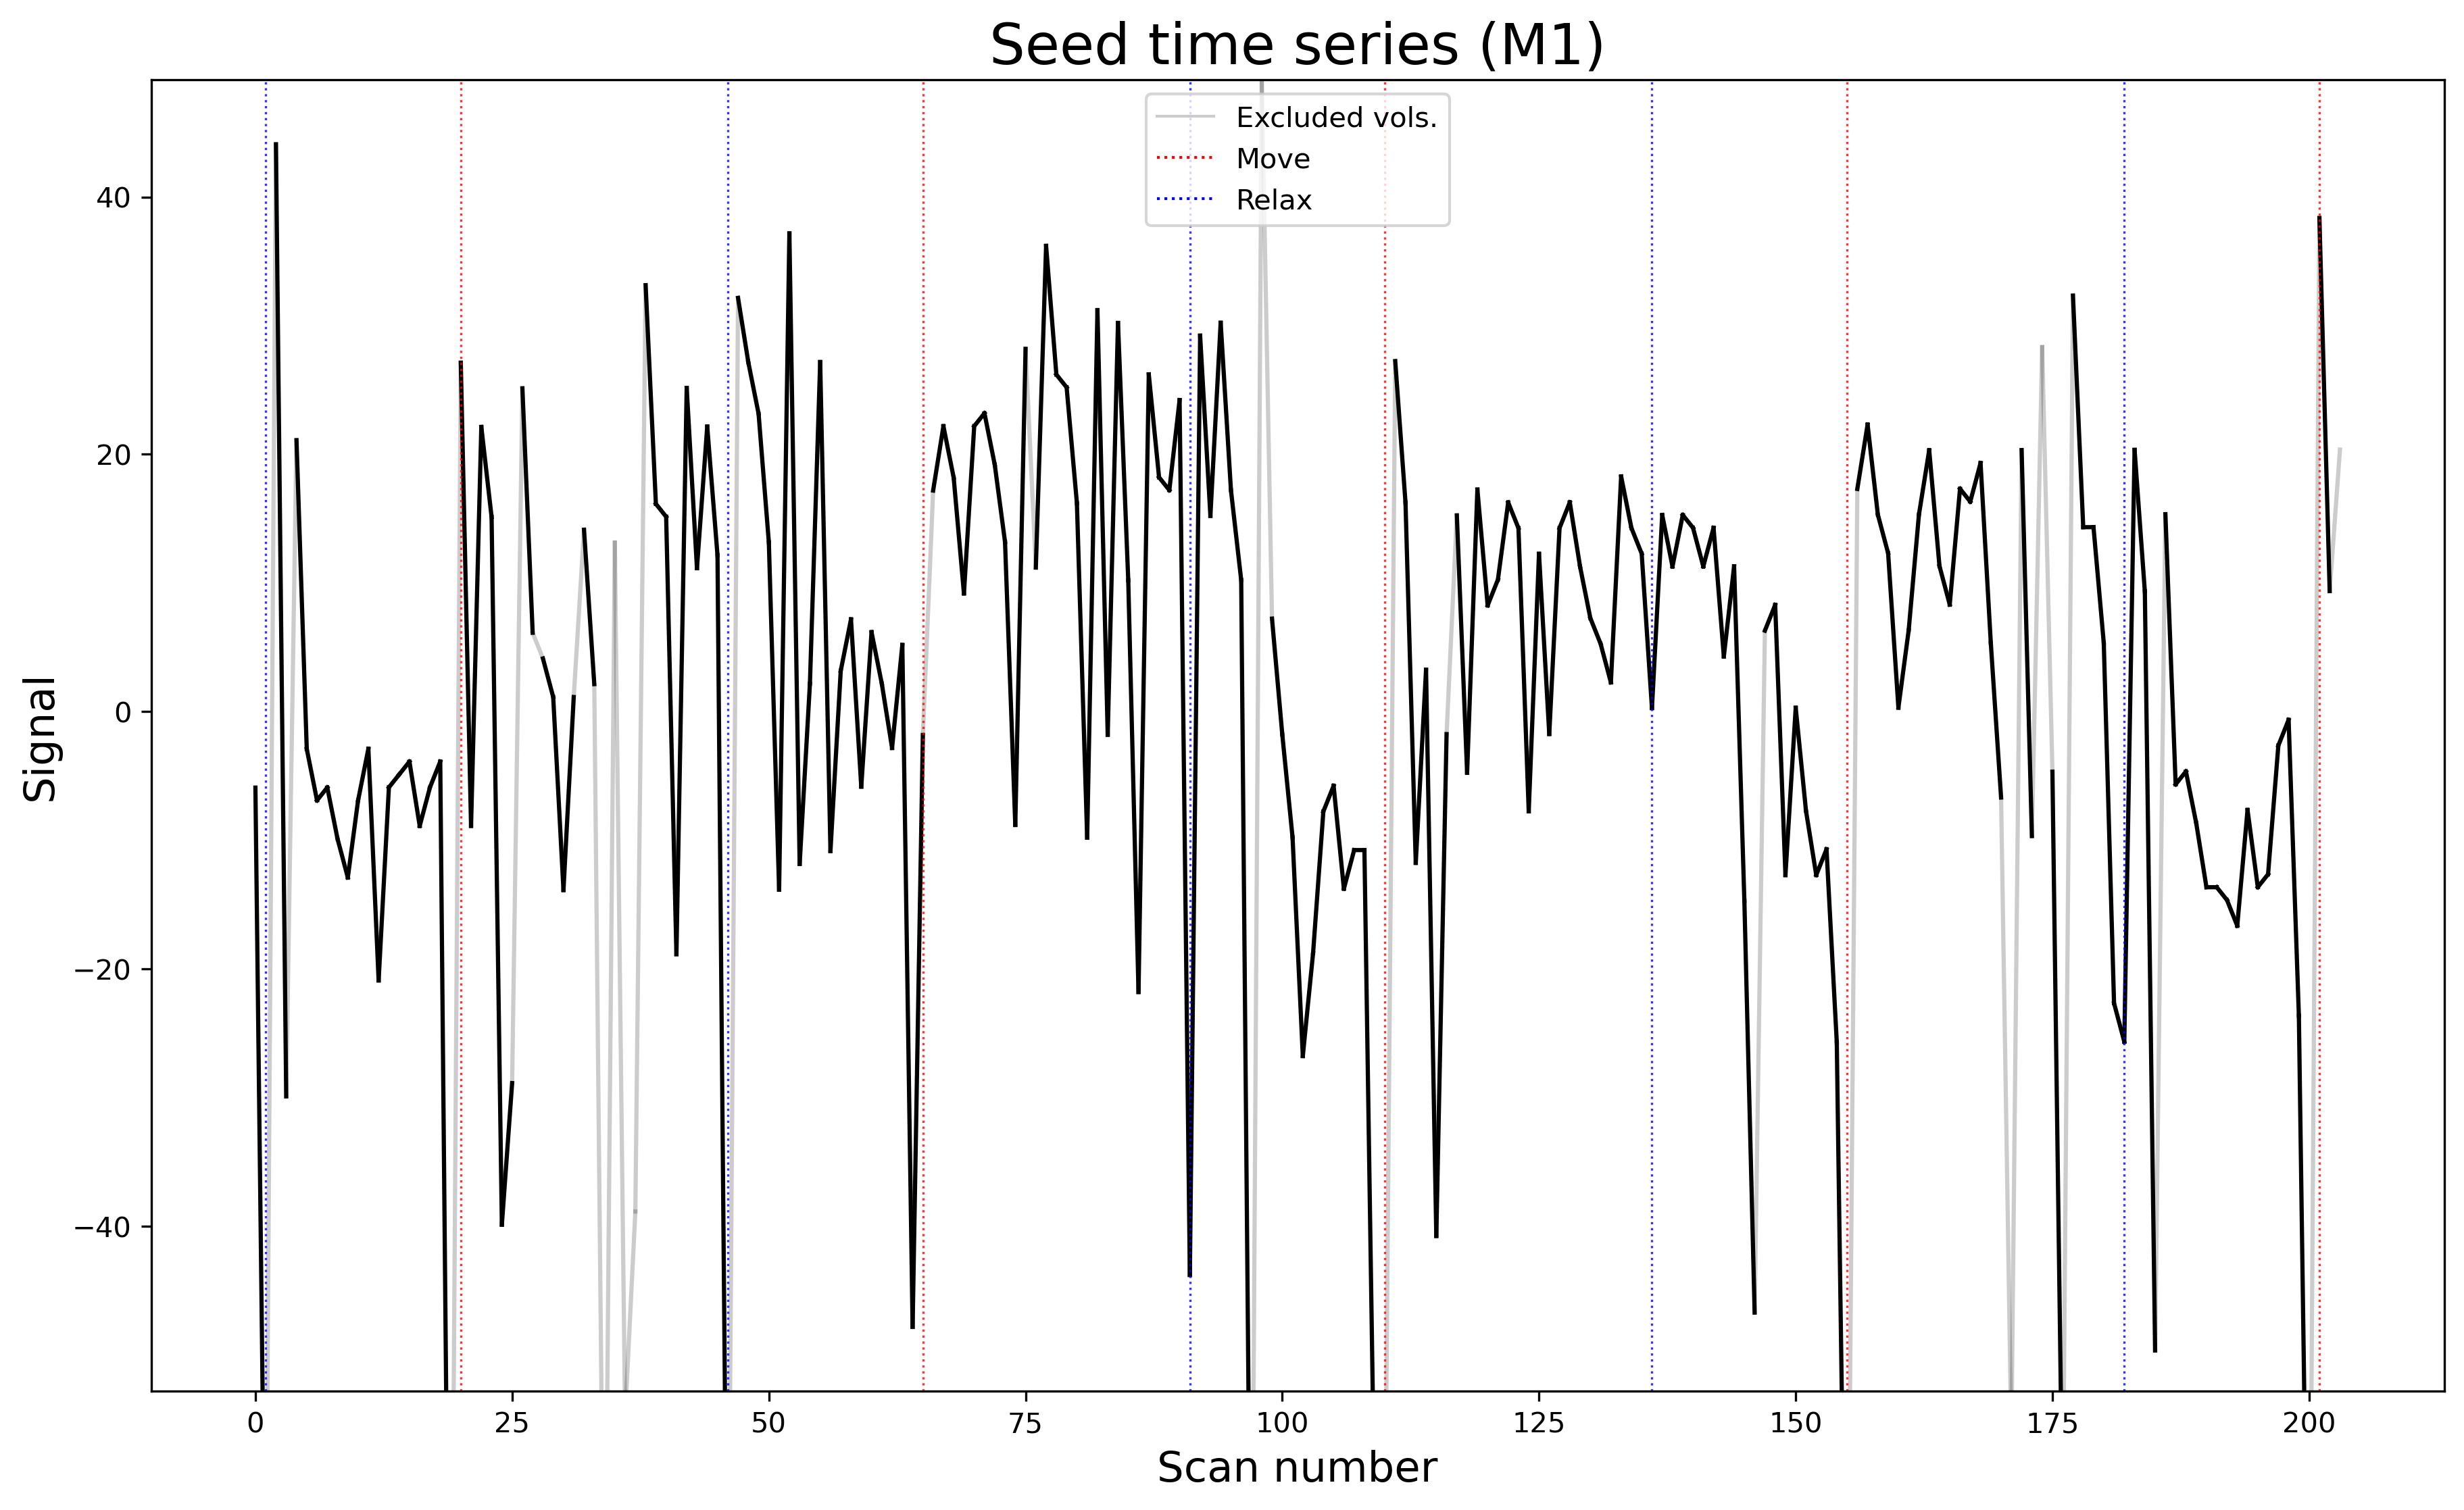 Seed time series (M1)
Excluded vols.
Move
Relax
Signal
40
20
0
−20
−40
0 25 50 75 100 125 150 175 200
Scan number